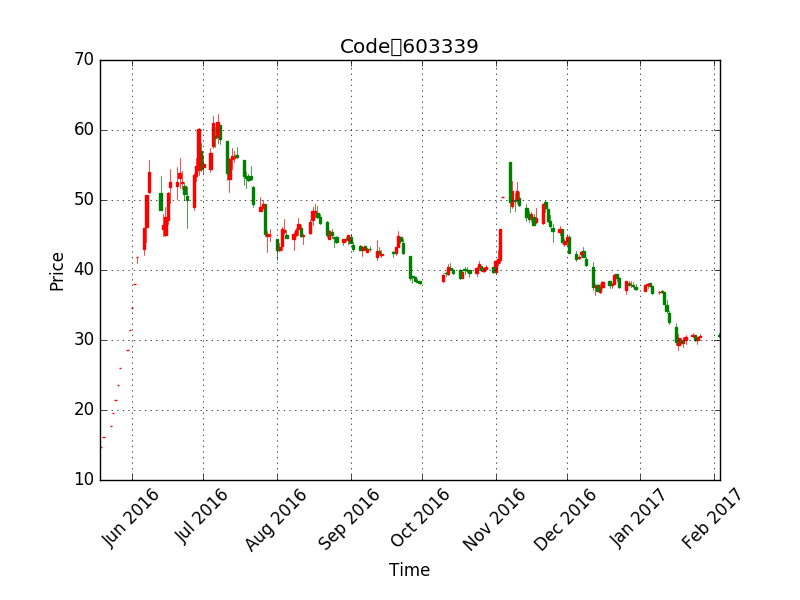 Code▯603339
70
60
50
40
30
20
10
Price
Jun 2016
Jul 2016
Aug 2016
Sep 2016
Oct 2016
Nov 2016
Dec 2016
Jan 2017
Feb 2017
Time